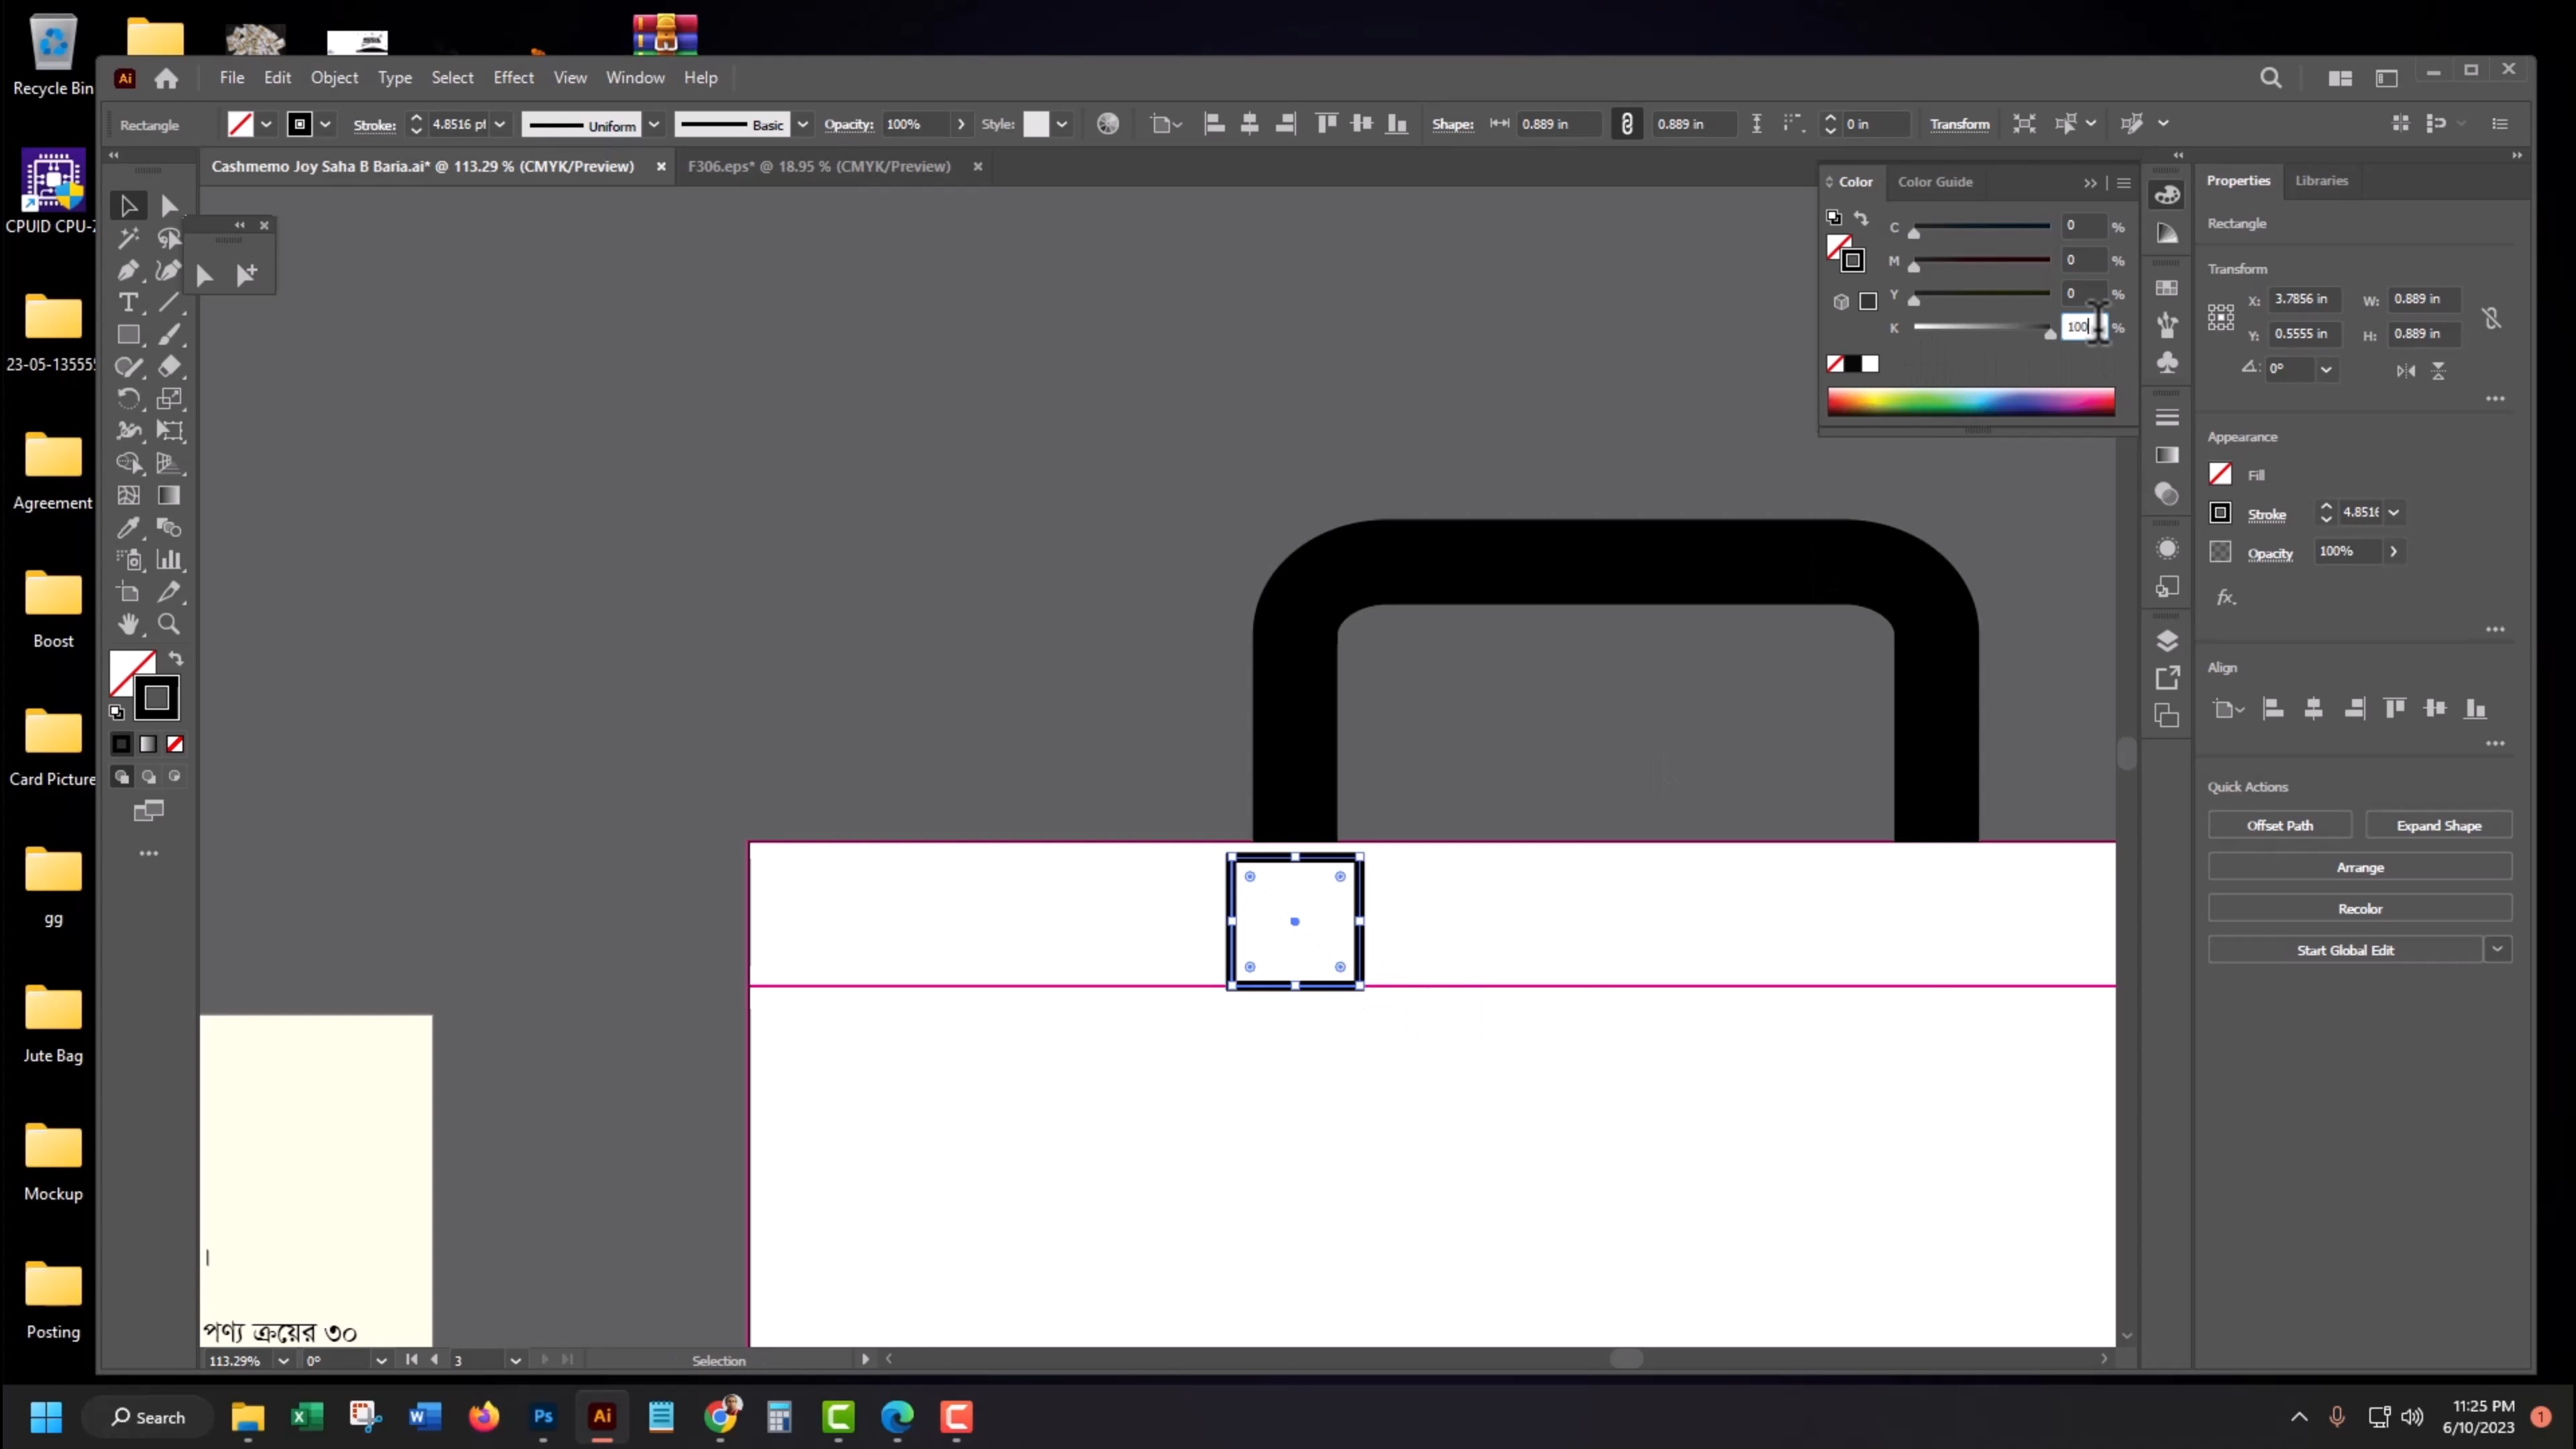 Recycle Bin
Ai File Edit Object Type Select Effect View Window Help
Rectangle Stroke: 4.8516 pt Uniform Basic Opacity: 100% Style: Shape: 0.889 in 0.889 in 0 in Transform
Cashmemo Joy Saha B Baria.ai* @ 113.29 % (CMYK/Preview) F306.eps* @ 18.95 % (CMYK/Preview)
Color Color Guide
C 0 %
M 0 %
Y 0 %
K 100 %
Properties Libraries
Rectangle
Transform
X: 3.7856 in W: 0.889 in
Y: 0.5555 in H: 0.889 in
0°
Appearance
Fill
Stroke 4.851
Opacity 100%
fx.
Align
Quick Actions
Offset Path Expand Shape
Arrange
Recolor
Start Global Edit
CPUID CPU-
23-05-13555
Agreement
Boost
Card Picture
gg
Jute Bag
Mockup
Posting
।
পণ্য ক্রয়ের ৩০
113.29% 0° 3 Selection
Search
Ps Ai
11:25 PM
6/10/2023
1